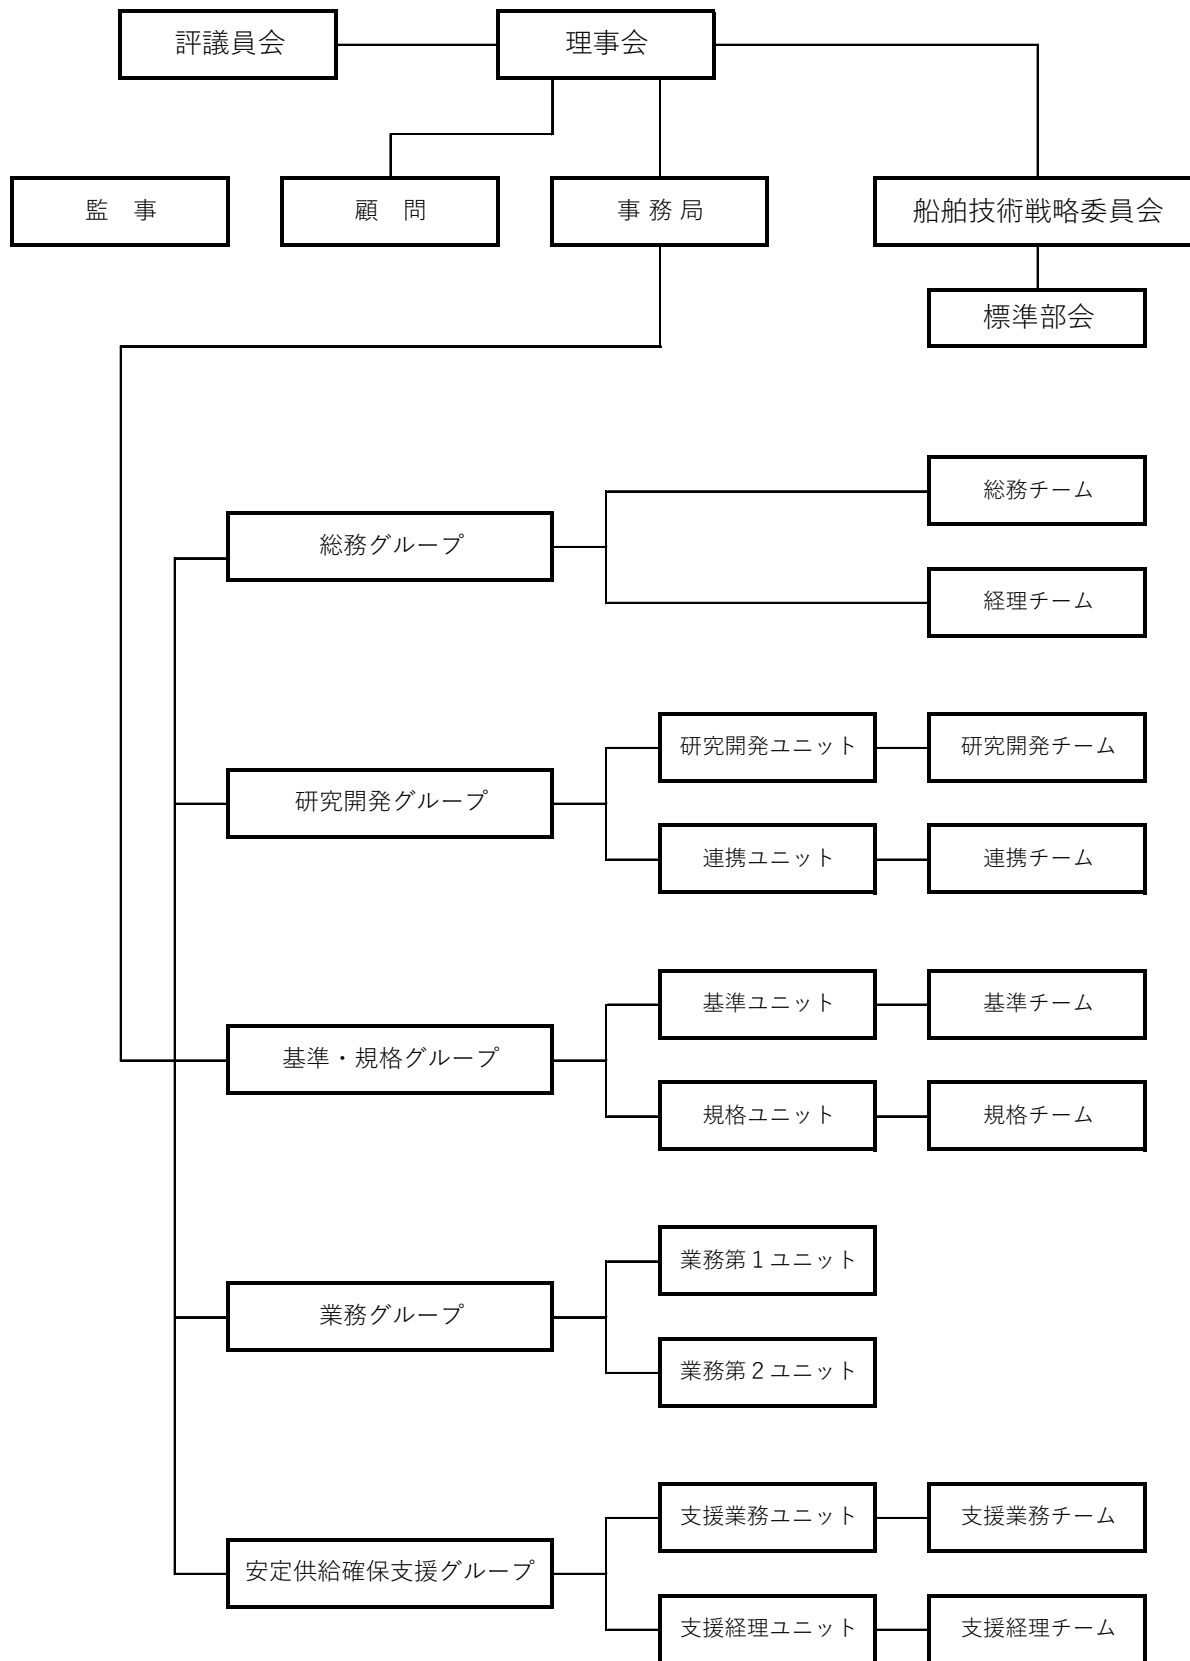 評議員会
理事会
監　事
顧　問
事 務 局
船舶技術戦略委員会
標準部会
総務グループ
総務チーム
経理チーム
研究開発グループ
研究開発ユニット
研究開発チーム
連携ユニット
連携チーム
基準・規格グループ
基準ユニット
基準チーム
規格ユニット
規格チーム
業務グループ
業務第１ユニット
業務第２ユニット
安定供給確保支援グループ
支援業務ユニット
支援業務チーム
支援経理ユニット
支援経理チーム